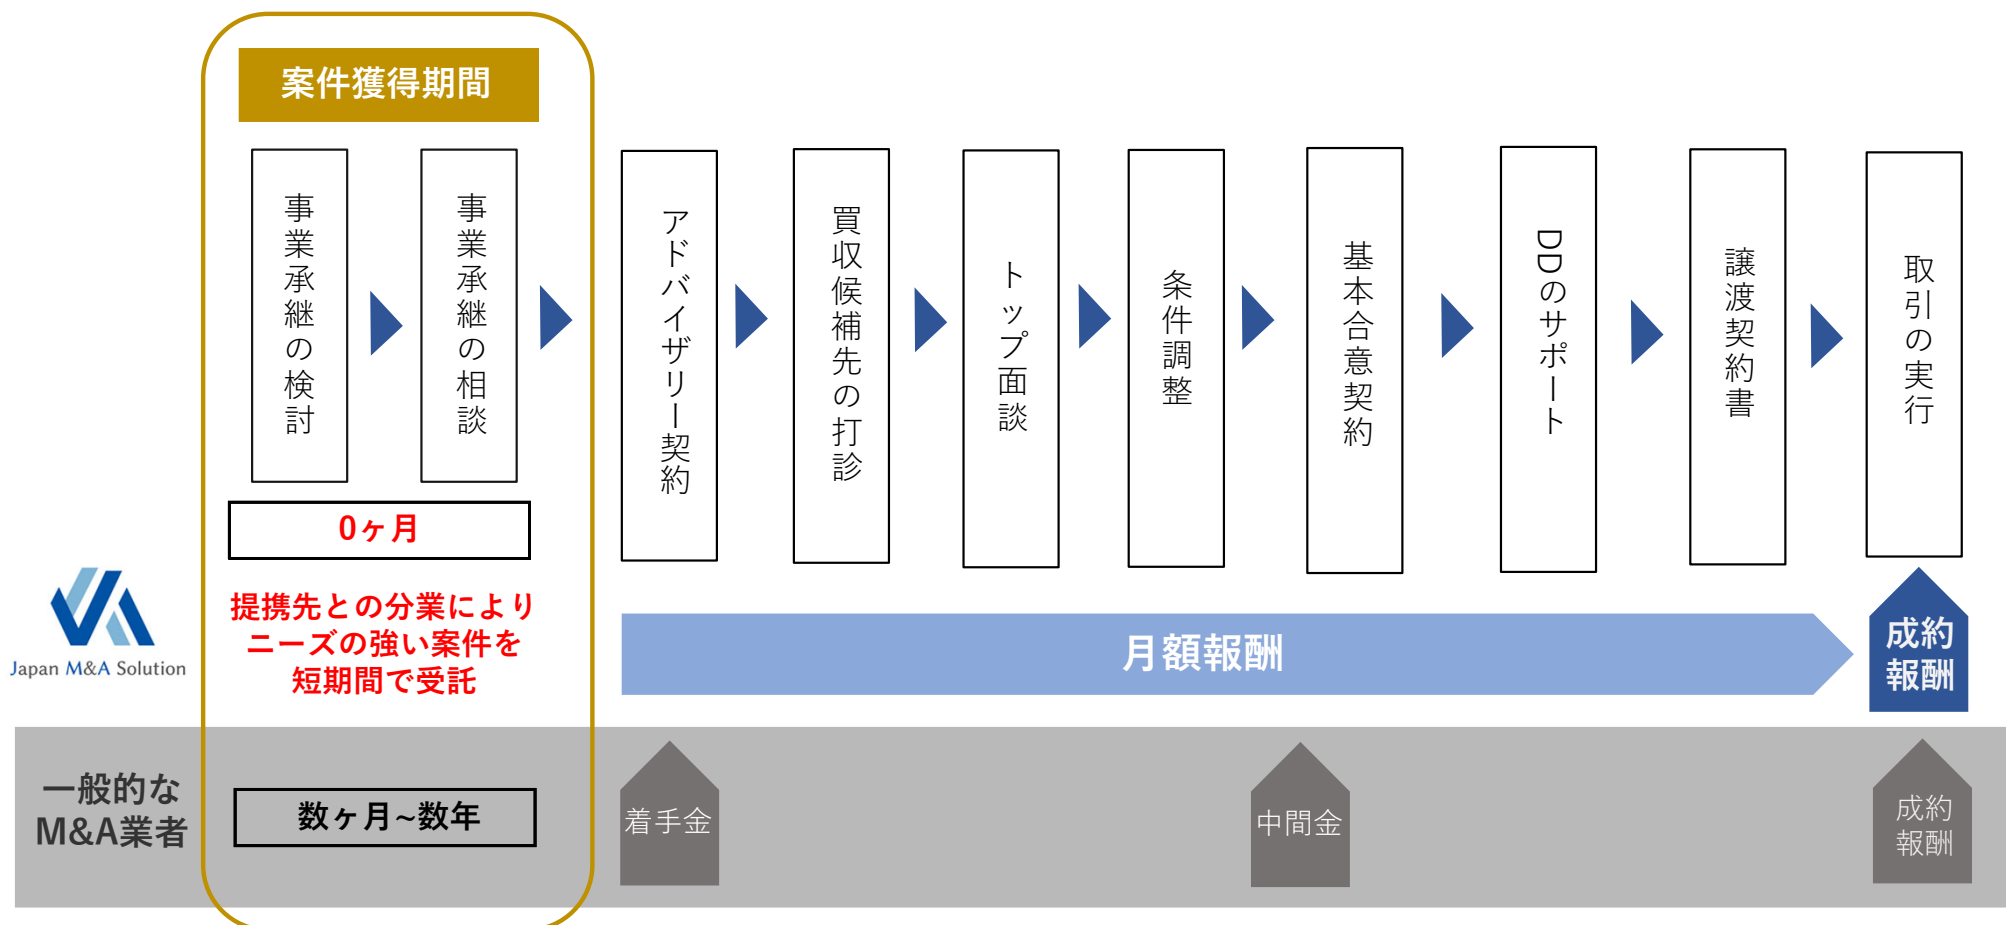 案件獲得期間
事業承継の検討
事業承継の相談
アドバイザリー契約
買収候補先の打診
トップ面談
条件調整
基本合意契約
DDのサポート
譲渡契約書
取引の実行
0ヶ月
提携先との分業により
ニーズの強い案件を
短期間で受託
Japan M&A Solution
月額報酬
成約
報酬
一般的な
M&A業者
数ヶ月~数年
着手金
中間金
成約
報酬